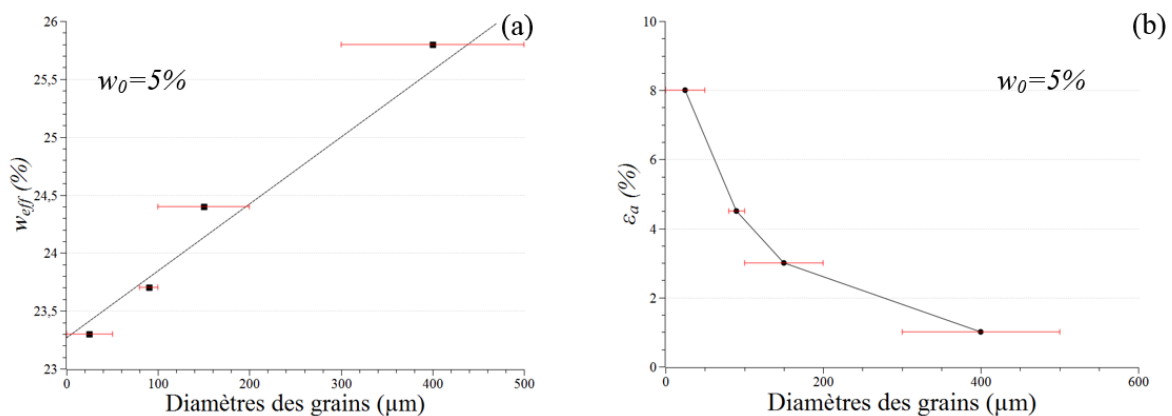 (a)
w0=5%
26
25,5
25
24,5
24
23,5
23
weff (%)
0 100 200 300 400 500
Diamètres des grains (µm)
(b)
w0=5%
10
8
6
4
2
0
εa (%)
0 200 400 600
Diamètres des grains (µm)